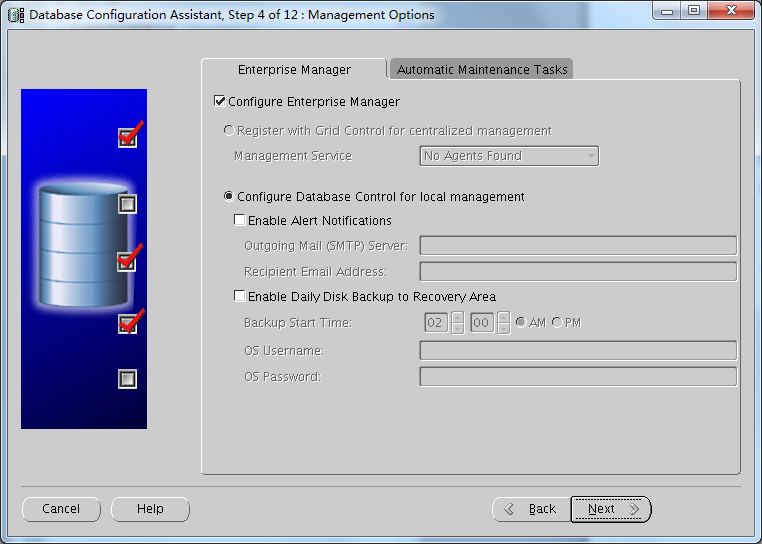 Database Configuration Assistant, Step 4 of 12 : Management Options
Enterprise Manager
Automatic Maintenance Tasks
Configure Enterprise Manager
Register with Grid Control for centralized management
Management Service
No Agents Found
Configure Database Control for local management
Enable Alert Notifications
Outgoing Mail (SMTP) Server:
Recipient Email Address:
Enable Daily Disk Backup to Recovery Area
Backup Start Time: 02 00 AM PM
OS Username:
OS Password:
Cancel Help Back Next